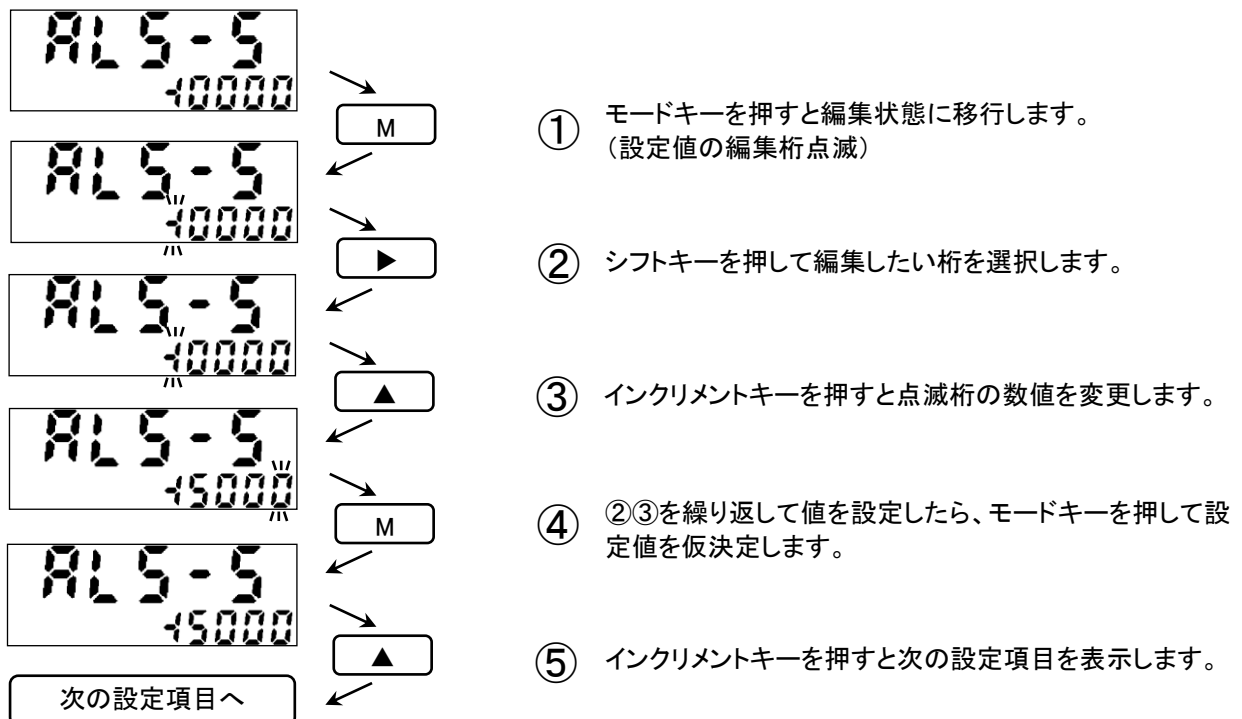 ALS-S
-10000
M
① モードキーを押すと編集状態に移行します。
（設定値の編集桁点滅）
ALS-S
-10000
▶
② シフトキーを押して編集したい桁を選択します。
ALS-S
-10000
▲
③ インクリメントキーを押すと点滅桁の数値を変更します。
ALS-S
-15000
M
④ ②③を繰り返して値を設定したら、モードキーを押して設
定値を仮決定します。
ALS-S
-15000
▲
⑤ インクリメントキーを押すと次の設定項目を表示します。
次の設定項目へ